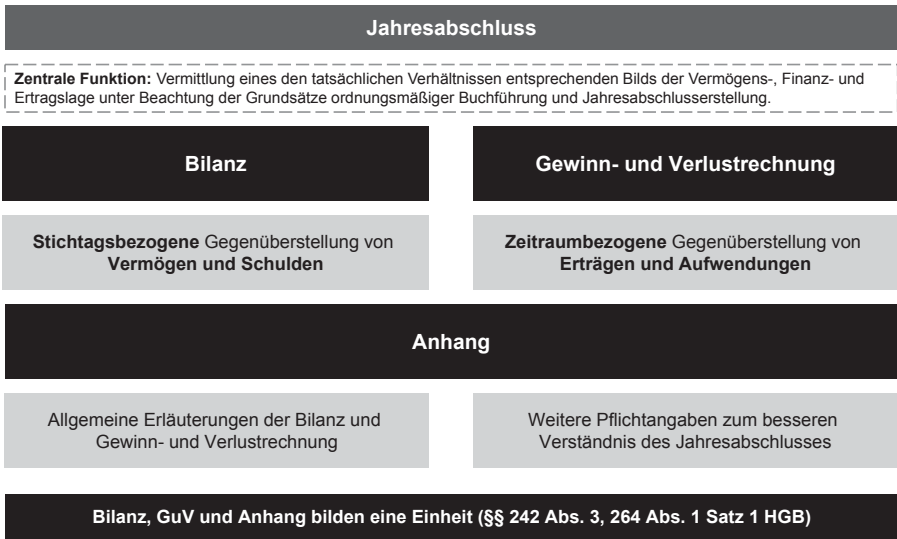 Jahresabschluss
Zentrale Funktion: Vermittlung eines den tatsächlichen Verhältnissen entsprechenden Bilds der Vermögens-, Finanz- und
Ertragslage unter Beachtung der Grundsätze ordnungsmäßiger Buchführung und Jahresabschlusserstellung.
Bilanz
Gewinn- und Verlustrechnung
Stichtagsbezogene Gegenüberstellung von
Vermögen und Schulden
Zeitraumbezogene Gegenüberstellung von
Erträgen und Aufwendungen
Anhang
Allgemeine Erläuterungen der Bilanz und
Gewinn- und Verlustrechnung
Weitere Pflichtangaben zum besseren
Verständnis des Jahresabschlusses
Bilanz, GuV und Anhang bilden eine Einheit (§§ 242 Abs. 3, 264 Abs. 1 Satz 1 HGB)